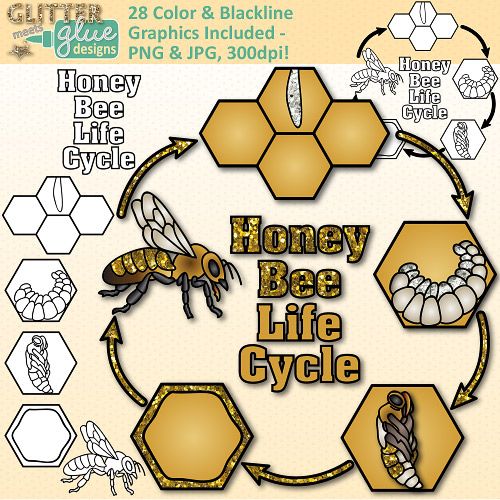 GLITTER
meets
glue
designs
28 Color & Blackline
Graphics Included -
PNG & JPG, 300dpi!
Honey
Bee
Life
Cycle
Honey
Bee
Life
Cycle
Honey
Bee
Life
Cycle